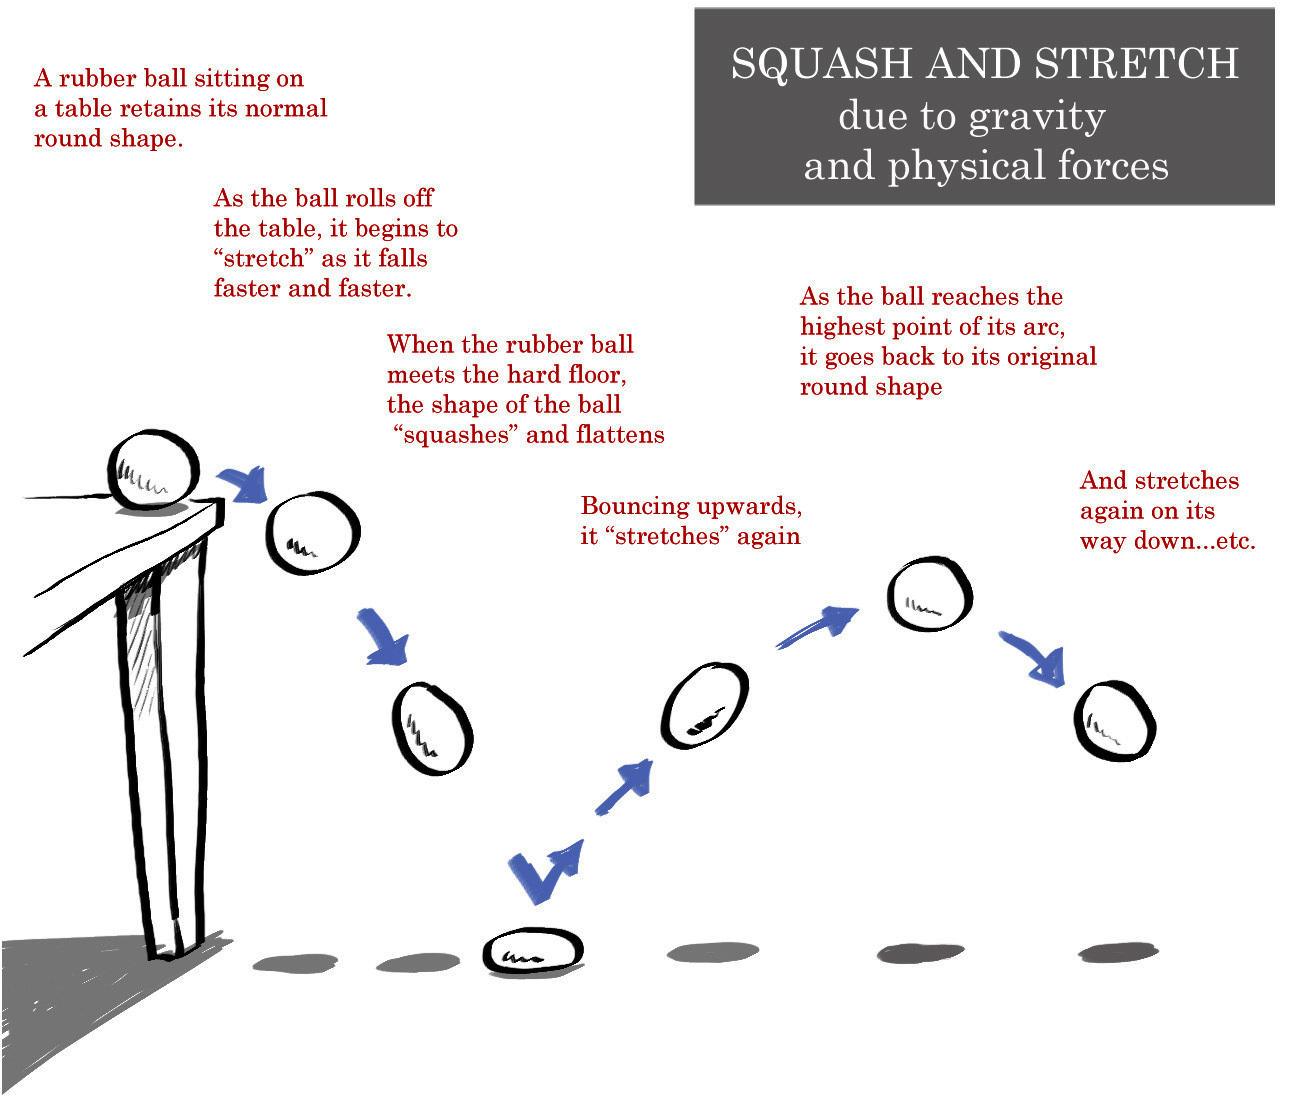 SQUASH AND STRETCH
due to gravity
and physical forces
A rubber ball sitting on
a table retains its normal
round shape.
As the ball rolls off
the table, it begins to
“stretch” as it falls
faster and faster.
When the rubber ball
meets the hard floor,
the shape of the ball
“squashes” and flattens
Bouncing upwards,
it “stretches” again
As the ball reaches the
highest point of its arc,
it goes back to its original
round shape
And stretches
again on its
way down...etc.